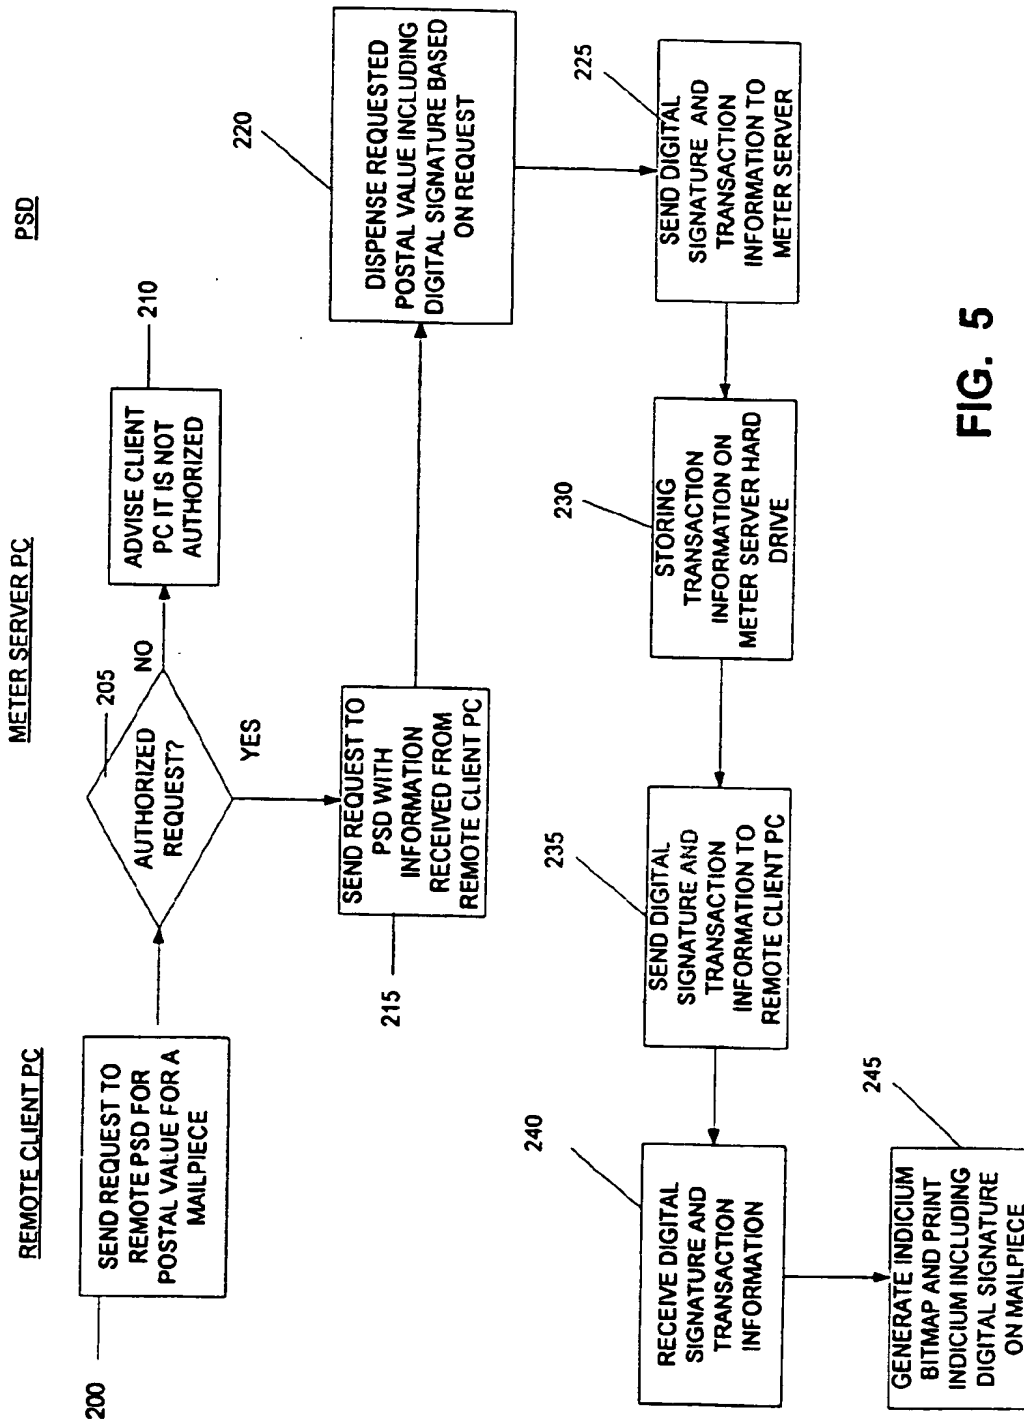 REMOTE CLIENT PC
METER SERVER PC
PSD
200
SEND REQUEST TO
REMOTE PSD FOR
POSTAL VALUE FOR A
MAILPIECE
205
AUTHORIZED
REQUEST?
NO
YES
ADVISE CLIENT
PC IT IS NOT
AUTHORIZED
210
215
SEND REQUEST TO
PSD WITH
INFORMATION
RECEIVED FROM
REMOTE CLIENT PC
220
DISPENSE REQUESTED
POSTAL VALUE INCLUDING
DIGITAL SIGNATURE BASED
ON REQUEST
225
SEND DIGITAL
SIGNATURE AND
TRANSACTION
INFORMATION TO
METER SERVER
230
STORING
TRANSACTION
INFORMATION ON
METER SERVER HARD
DRIVE
235
SEND DIGITAL
SIGNATURE AND
TRANSACTION
INFORMATION TO
REMOTE CLIENT PC
240
RECEIVE DIGITAL
SIGNATURE AND
TRANSACTION
INFORMATION
245
GENERATE INDICIUM
BITMAP AND PRINT
INDICIUM INCLUDING
DIGITAL SIGNATURE
ON MAILPIECE
FIG. 5